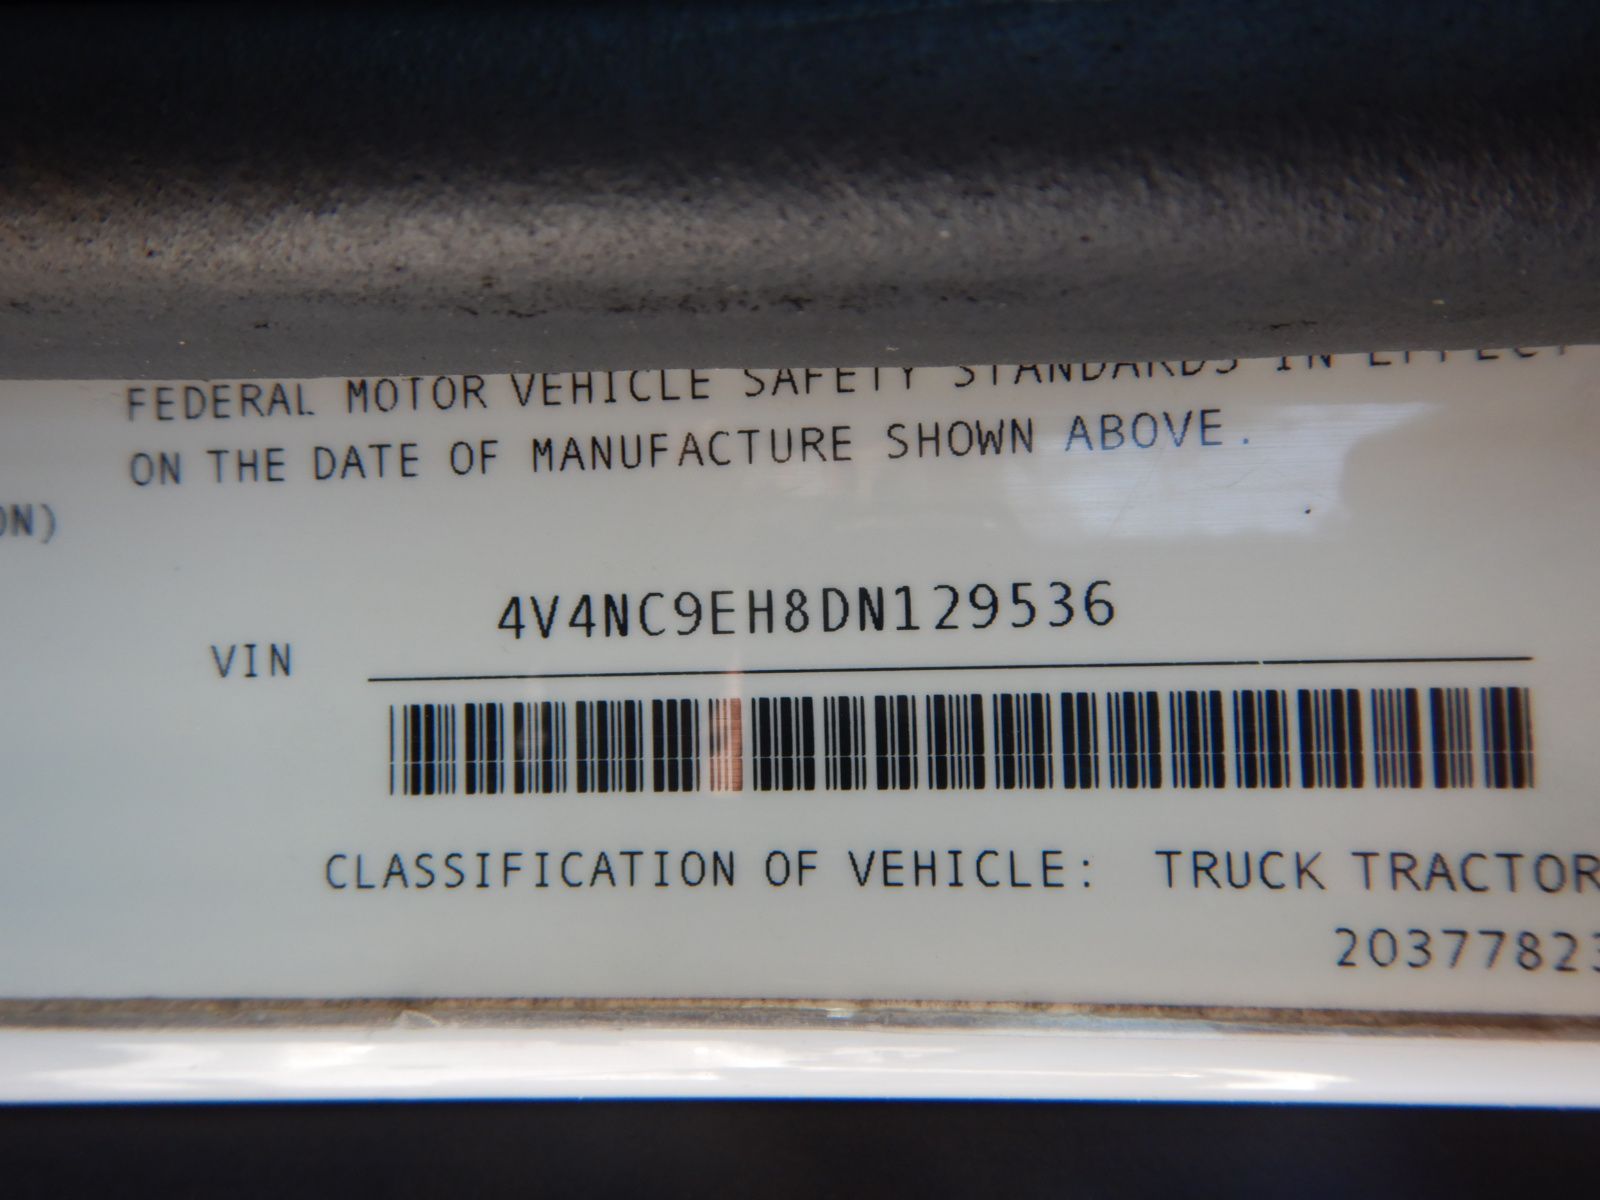 FEDERAL MOTOR VEHICLE SAFETY STANDARDS IN EFFECT
ON THE DATE OF MANUFACTURE SHOWN ABOVE.
ON)
4V4NC9EH8DN129536
VIN
CLASSIFICATION OF VEHICLE: TRUCK TRACTOR
20377823